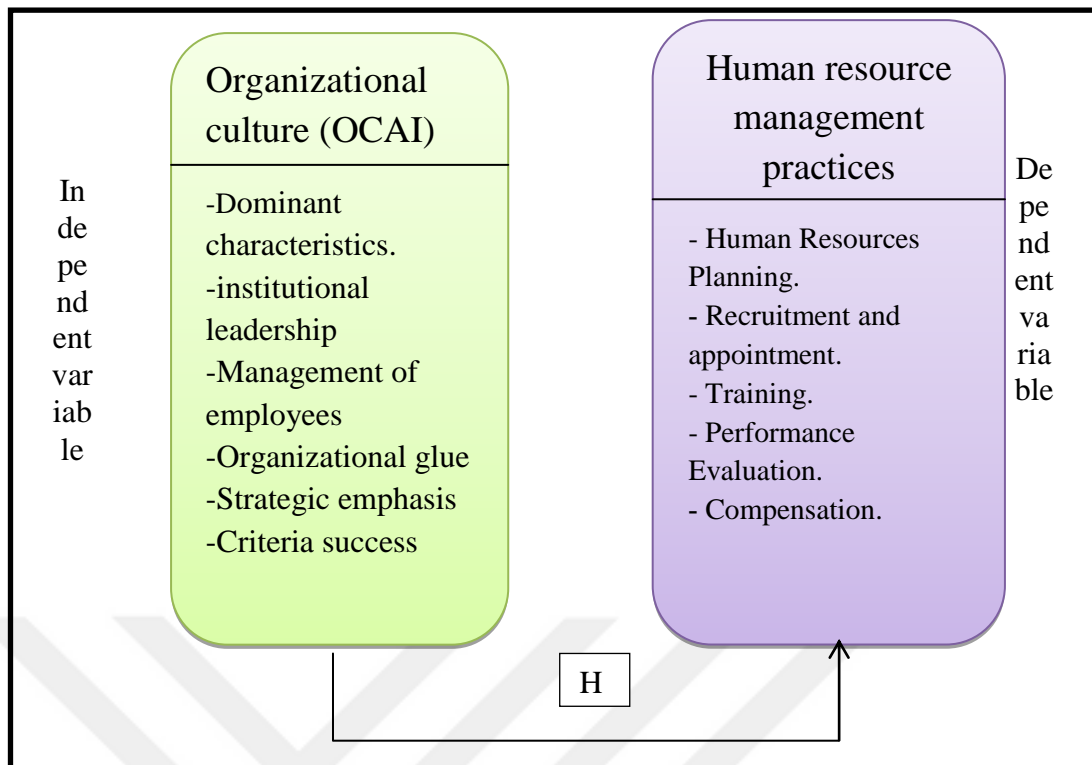 Organizational
culture (OCAI)
-Dominant
characteristics.
-institutional
leadership
-Management of
employees
-Organizational glue
-Strategic emphasis
-Criteria success
Human resource
management
practices
- Human Resources
Planning.
- Recruitment and
appointment.
- Training.
- Performance
Evaluation.
- Compensation.
In
de
pe
nd
ent
var
iab
le
De
pe
nd
ent
va
ria
ble
H